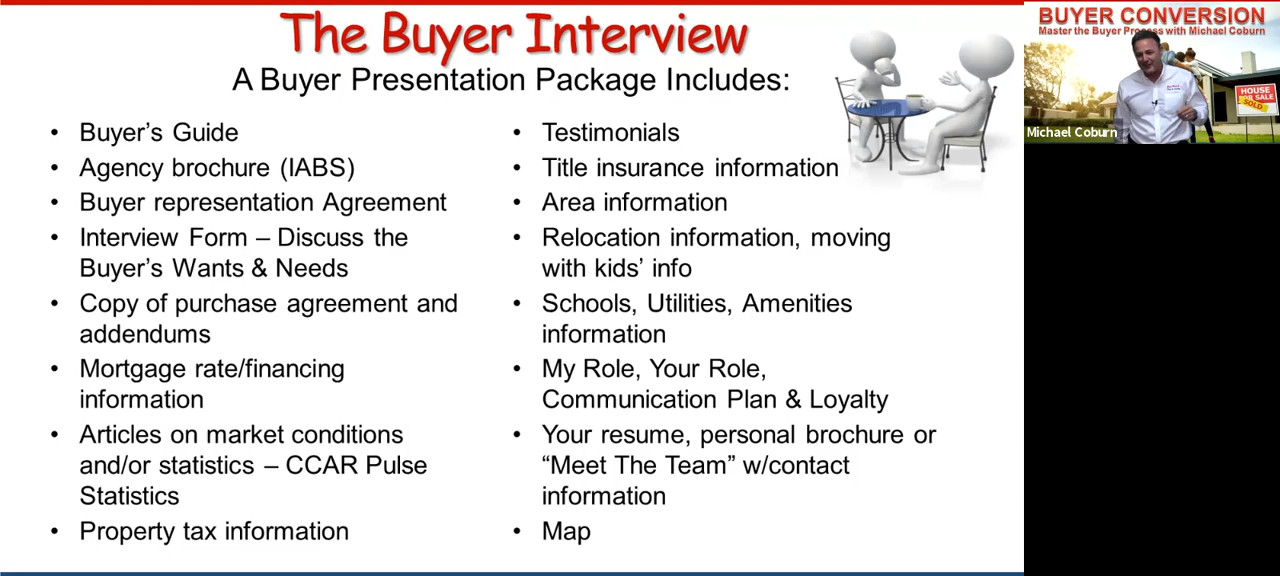 The Buyer Interview
A Buyer Presentation Package Includes:
• Buyer’s Guide
• Agency brochure (IABS)
• Buyer representation Agreement
• Interview Form – Discuss the
Buyer’s Wants & Needs
• Copy of purchase agreement and
addendums
• Mortgage rate/financing
information
• Articles on market conditions
and/or statistics – CCAR Pulse
Statistics
• Property tax information
• Testimonials
• Title insurance information
• Area information
• Relocation information, moving
with kids’ info
• Schools, Utilities, Amenities
information
• My Role, Your Role,
Communication Plan & Loyalty
• Your resume, personal brochure or
“Meet The Team” w/contact
information
• Map
BUYER CONVERSION
Master the Buyer Process with Michael Coburn
HOUSE
FOR SALE
SOLD
Michael Coburn